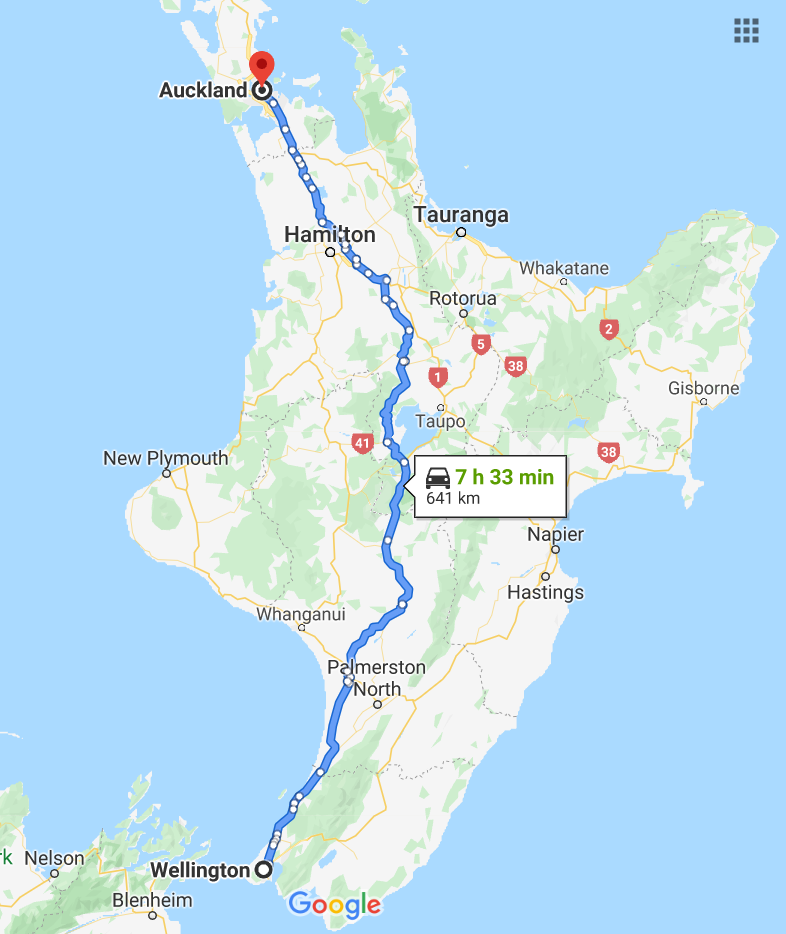 Auckland
Tauranga
Hamilton
Whakatane
Rotorua
2
5
38
1
Gisborne
Taupo
41
38
New Plymouth
7 h 33 min
641 km
Napier
Hastings
Whanganui
Palmerston
North
rk
Nelson
Wellington
Blenheim
Google